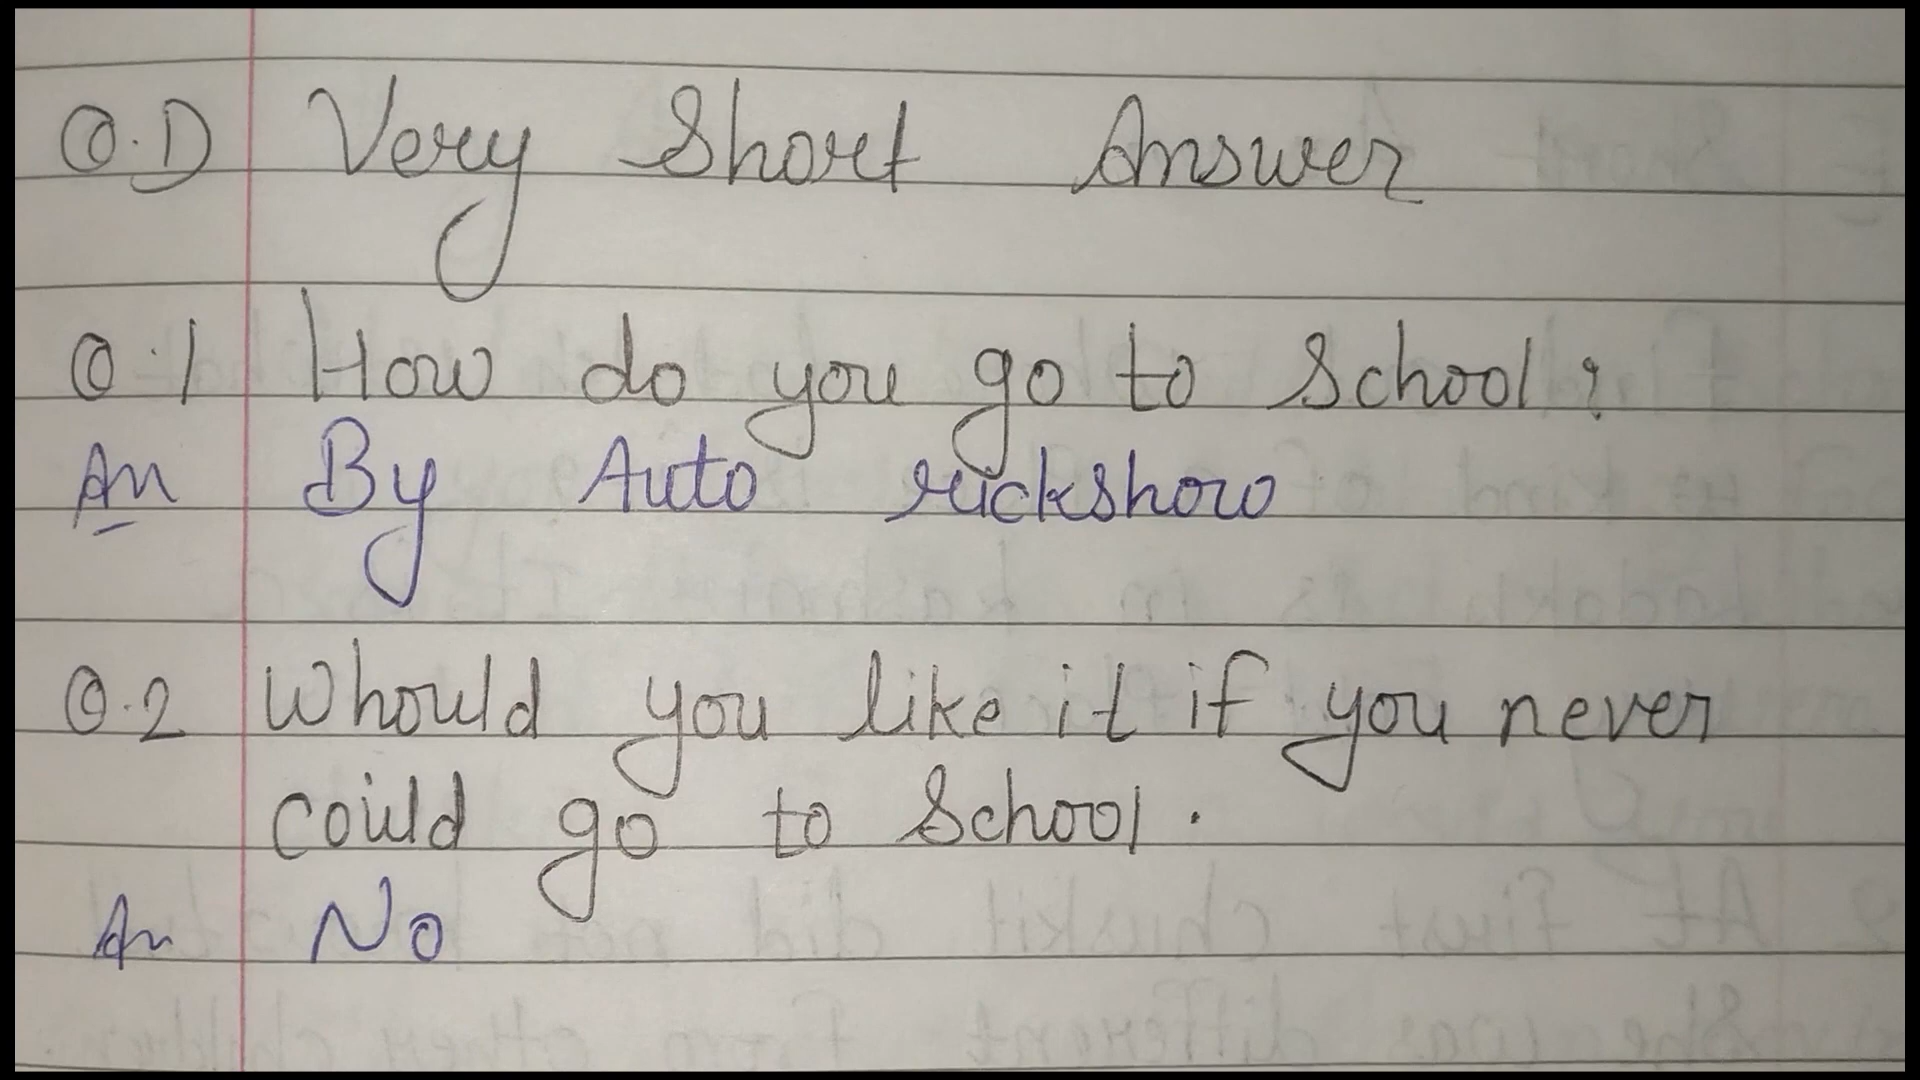 Q.D Very Short Answer
Q.1 How do you go to School?
An By Auto rickshow
Q.2 Whould you like it if you never
could go to School.
An No